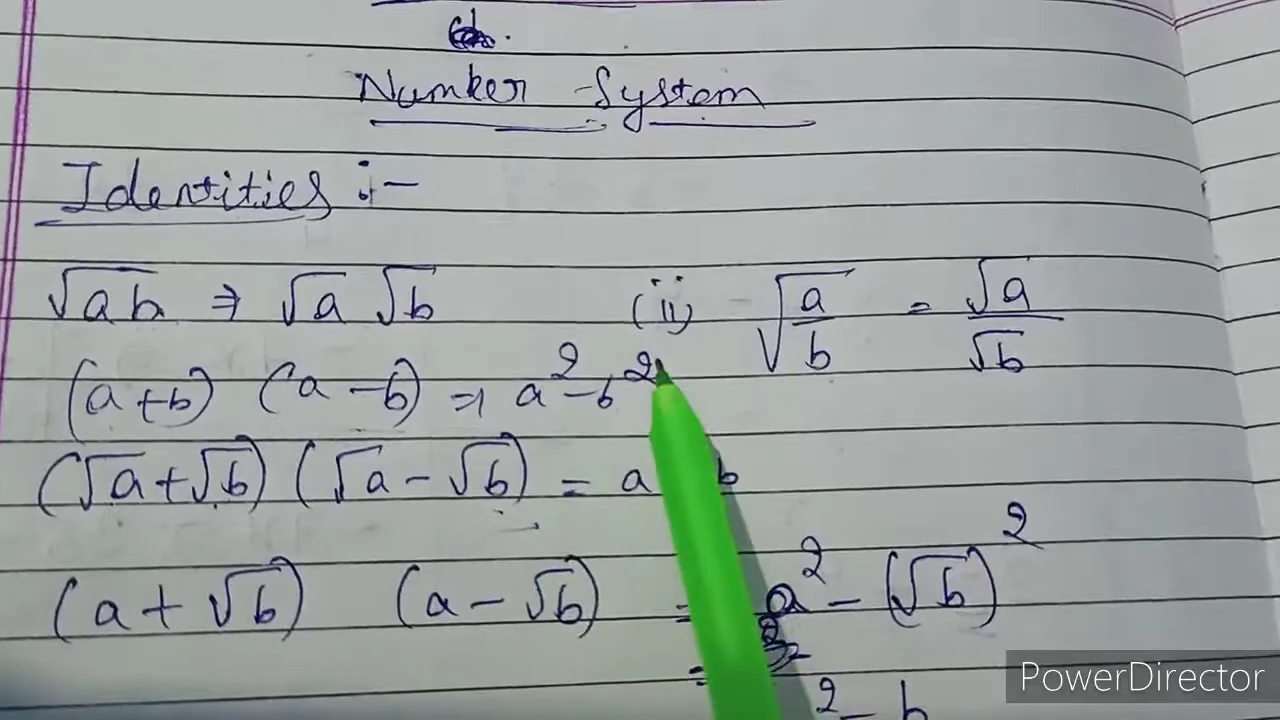 Number System
Identities :-
√ab ⇒ √a √b (ii) √(a/b) = √a/√b
(a+b) (a-b) ⇒ a²-b²
(√a+√b) (√a-√b) = a b
(a+√b) (a-√b) = a² - (√b)²
= ² - b
PowerDirector